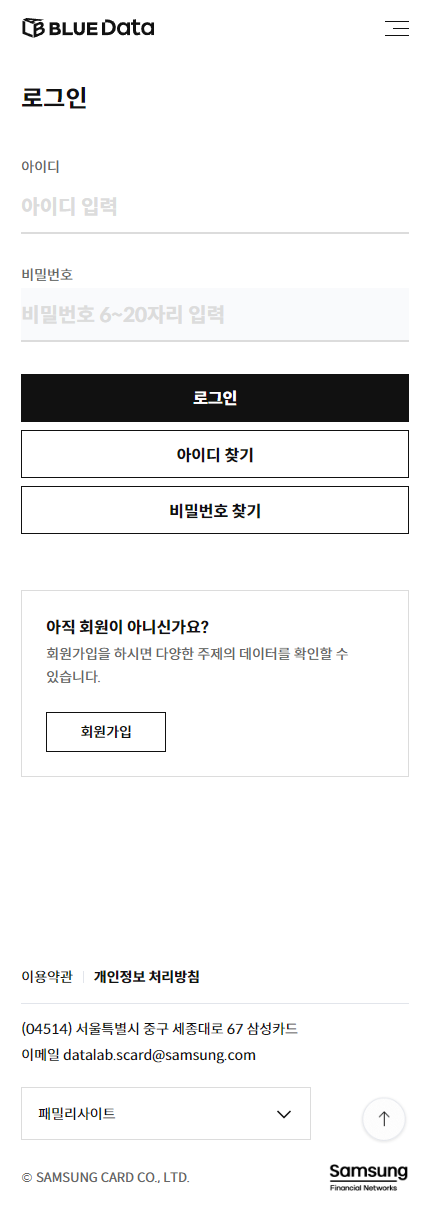 BLUE Data
로그인
아이디
아이디 입력
비밀번호
비밀번호 6~20자리 입력
로그인
아이디 찾기
비밀번호 찾기
아직 회원이 아니신가요?
회원가입을 하시면 다양한 주제의 데이터를 확인할 수
있습니다.
회원가입
이용약관 개인정보 처리방침
(04514) 서울특별시 중구 세종대로 67 삼성카드
이메일 datalab.scard@samsung.com
패밀리사이트
© SAMSUNG CARD CO., LTD.
Samsung
Financial Networks